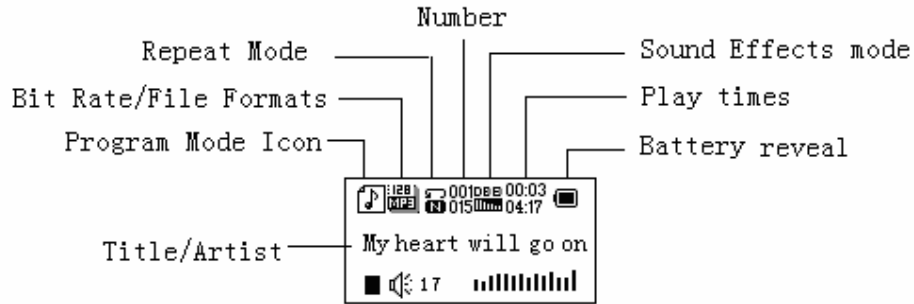 Number
Repeat Mode
Sound Effects mode
Bit Rate/File Formats
Play times
Program Mode Icon
Battery reveal
128 001 DBB 00:03
MP3 N 015 04:17
Title/Artist
My heart will go on
17